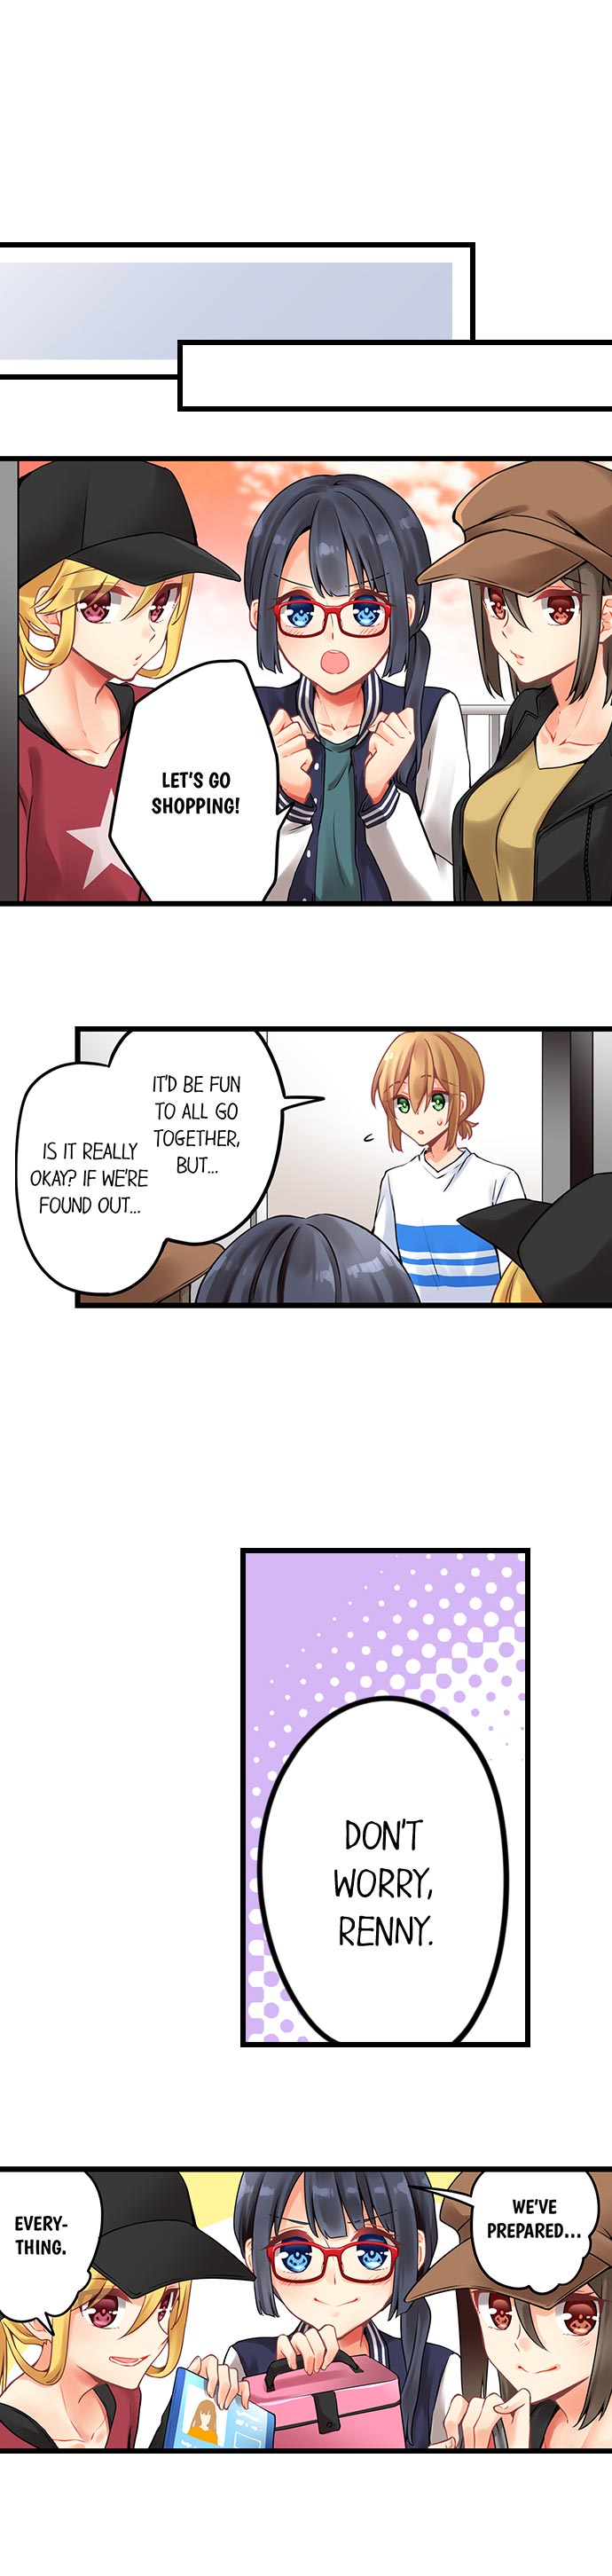 LET'S GO
SHOPPING!
IT'D BE FUN
TO ALL GO
TOGETHER,
BUT...
IS IT REALLY
OKAY? IF WE'RE
FOUND OUT...
DON'T
WORRY,
RENNY.
WE'VE
PREPARED...
EVERY-
THING.